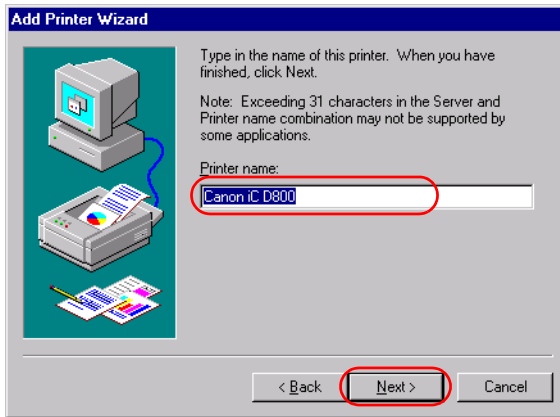 Add Printer Wizard
Type in the name of this printer. When you have
finished, click Next.
Note: Exceeding 31 characters in the Server and
Printer name combination may not be supported by
some applications.
Printer name:
Canon iC D800
< Back Next > Cancel